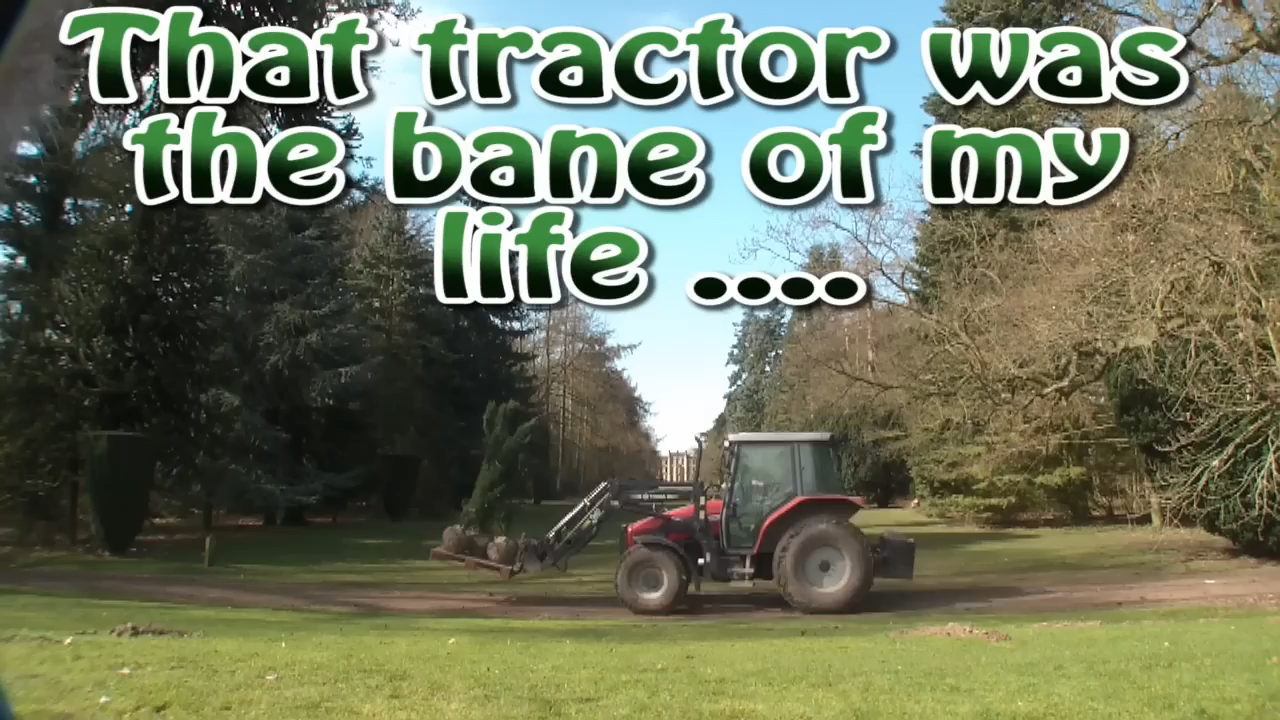 That tractor was
the bane of my
life ....